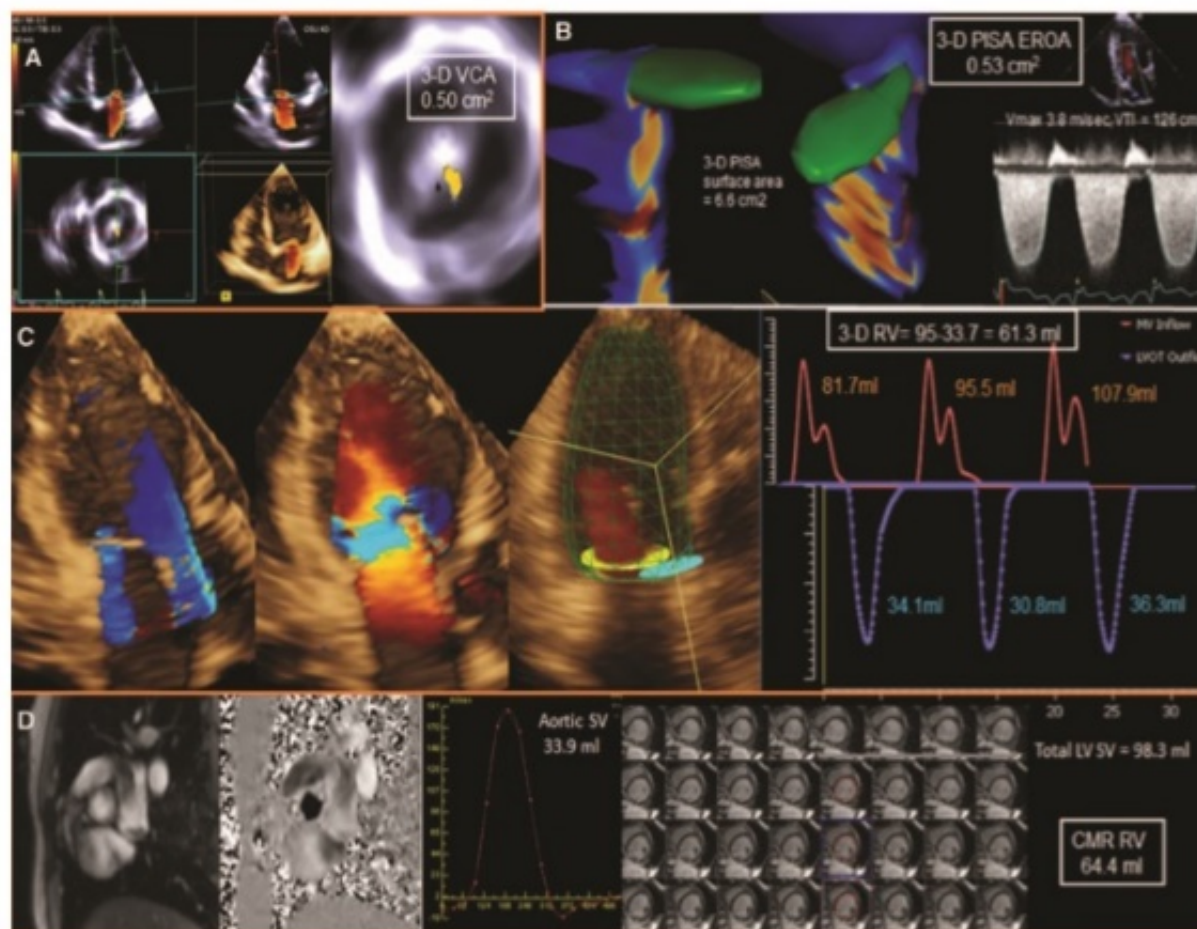 A
3-D VCA
0.50 cm²
B
3-D PISA EROA
0.53 cm²
Vmax 3.8 m/sec, VTI = 126 cm
3-D PISA
surface area
= 6.6 cm2
C
3-D RV= 95-33.7 = 61.3 ml
MV Inflow
LVOT Outflo
81.7ml
95.5 ml
107.9ml
34.1ml
30.8ml
36.3ml
D
Aortic SV
33.9 ml
20 25 30 3
Total LV SV = 98.3 ml
CMR RV
64.4 ml